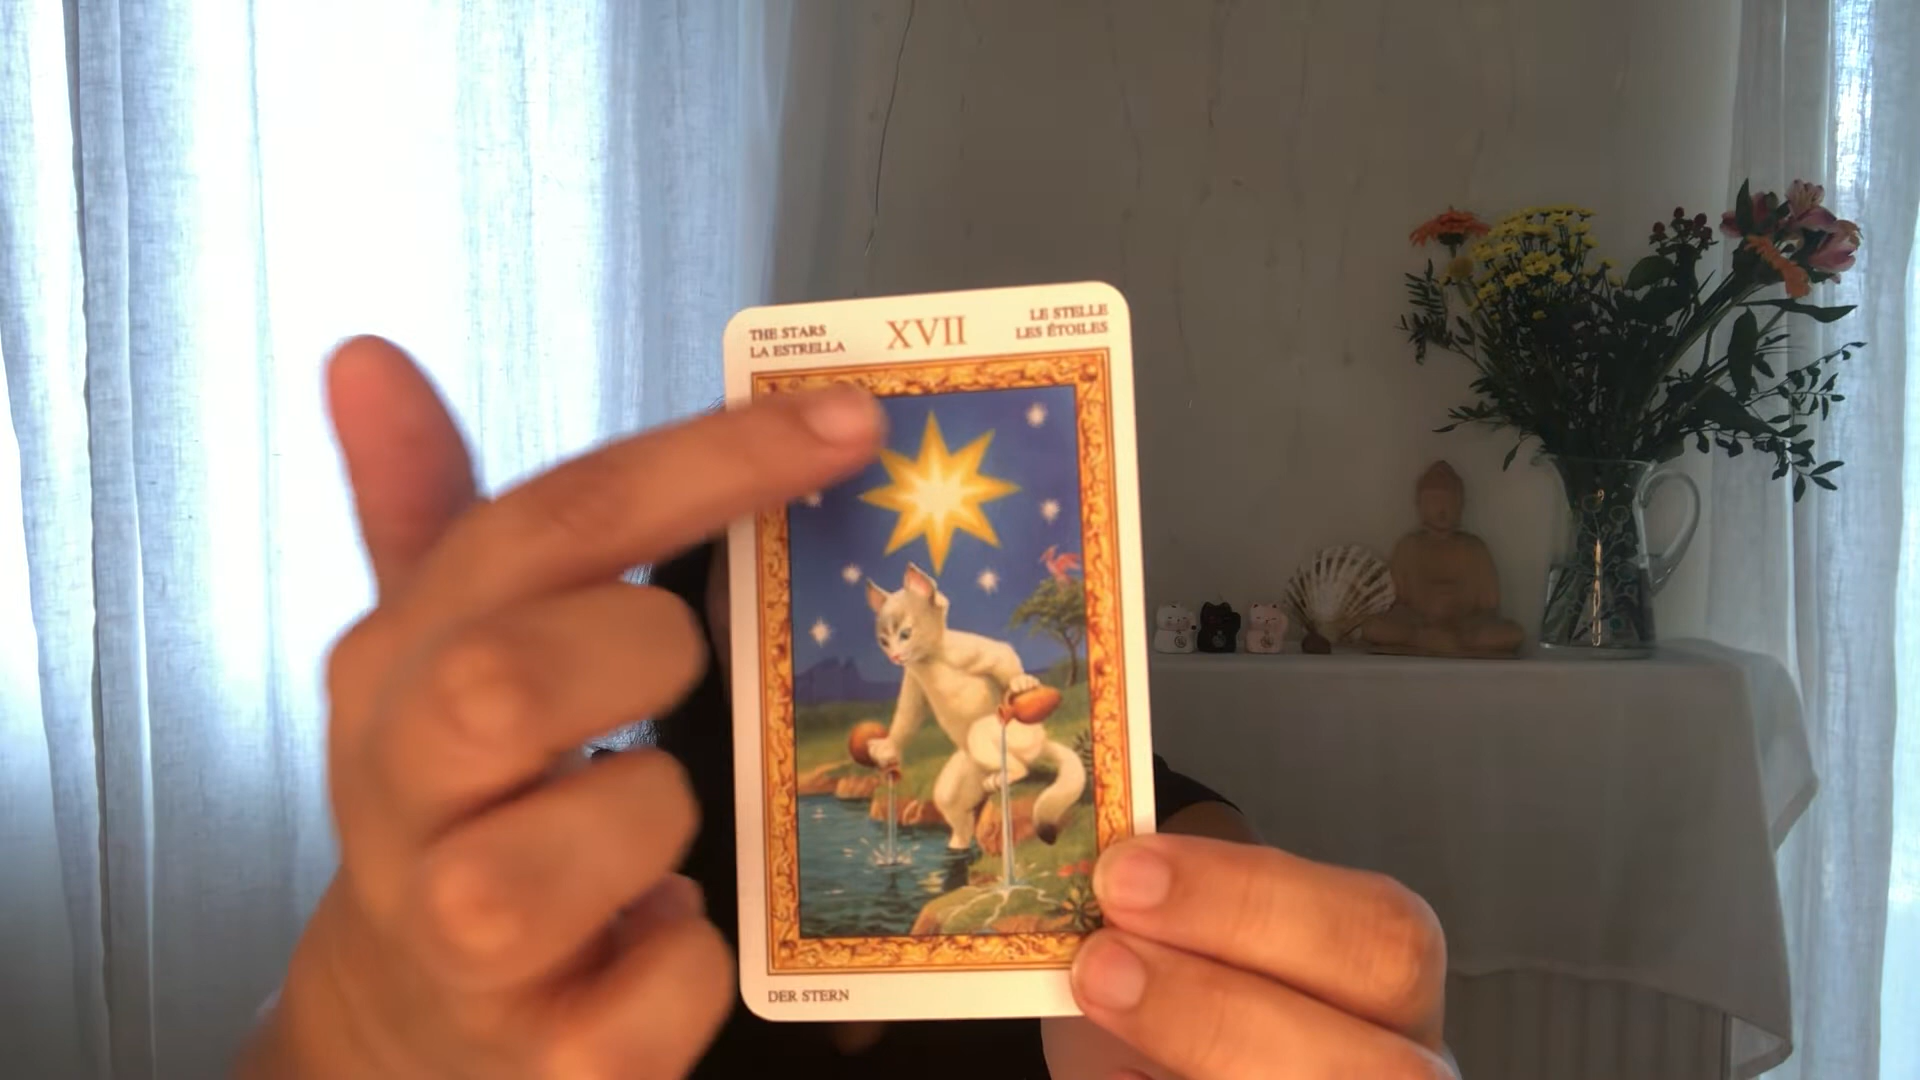 THE STARS
LA ESTRELLA
XVII
LE STELLE
LES ÉTOILES
DER STERN